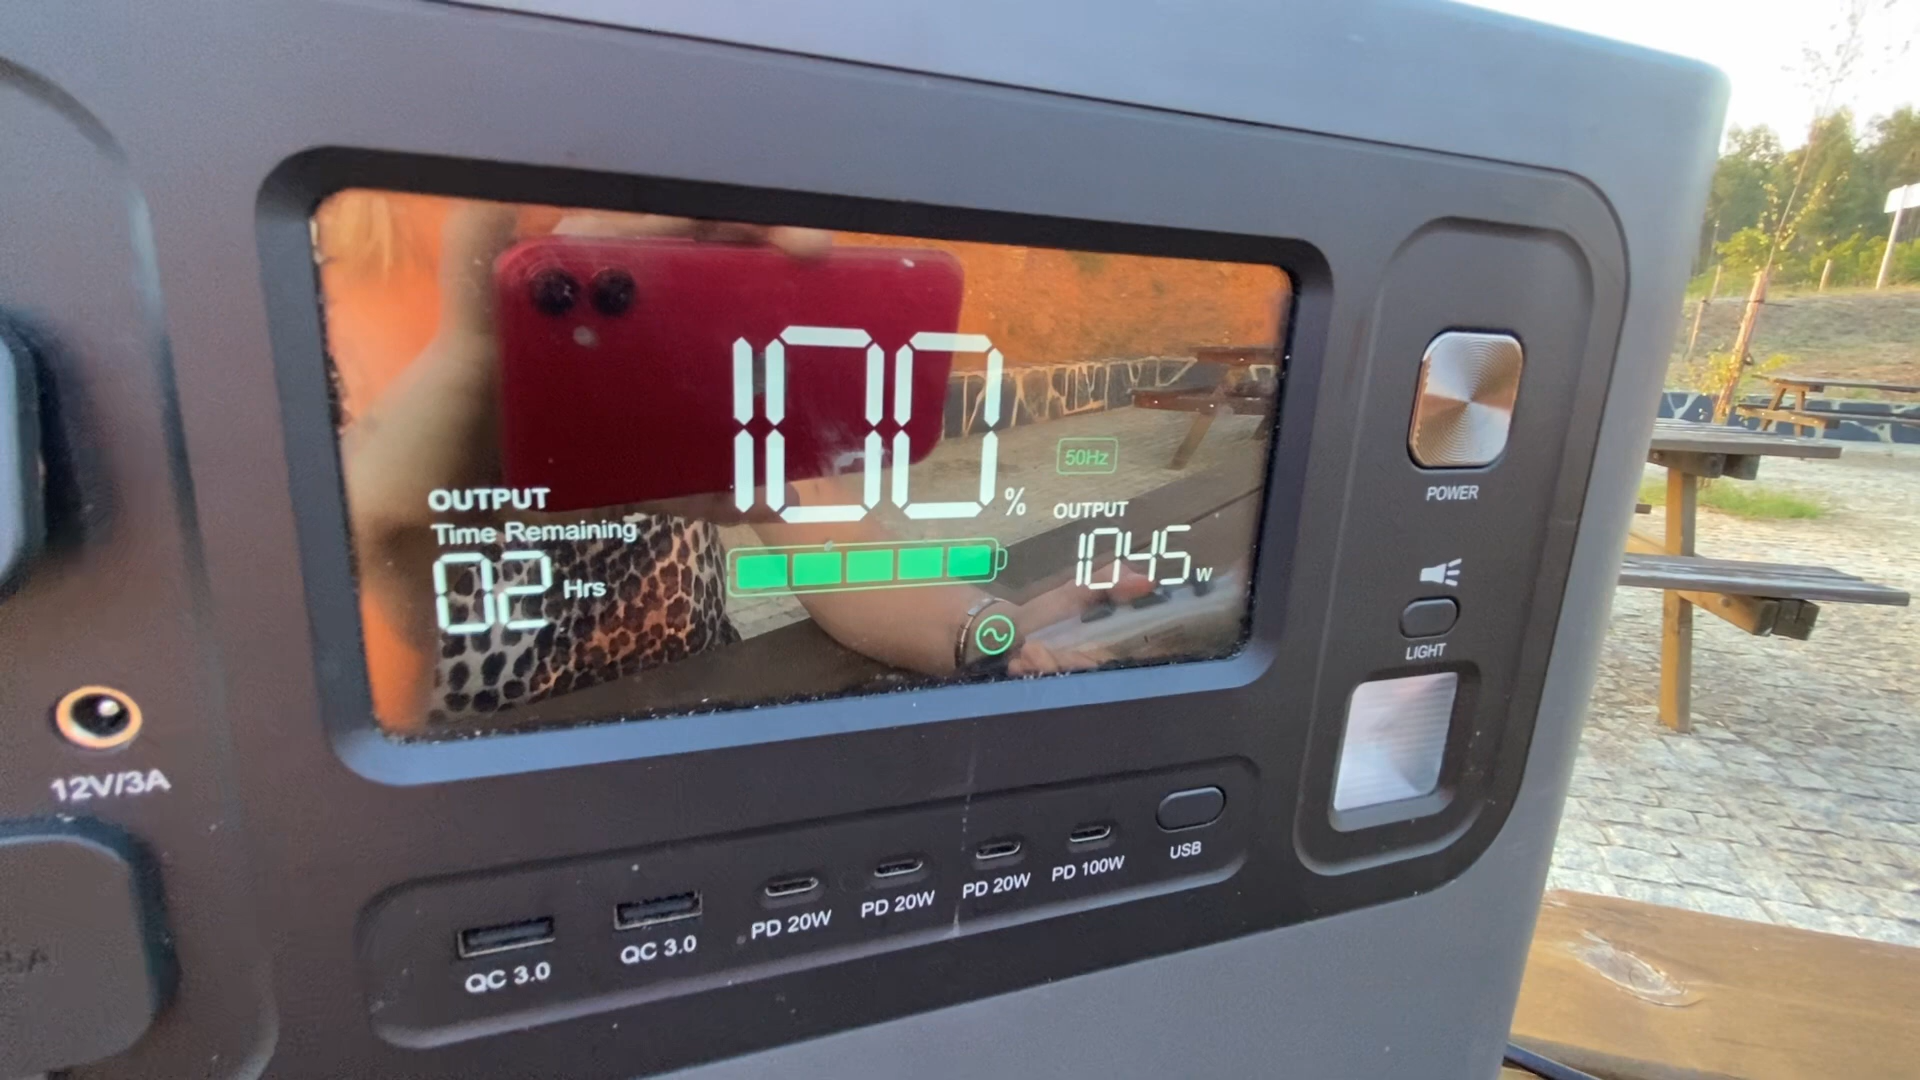 100%
50Hz
OUTPUT
Time Remaining
02 Hrs
OUTPUT
1045 W
POWER
LIGHT
12V/3A
QC 3.0
QC 3.0
PD 20W
PD 20W
PD 20W
PD 100W
USB